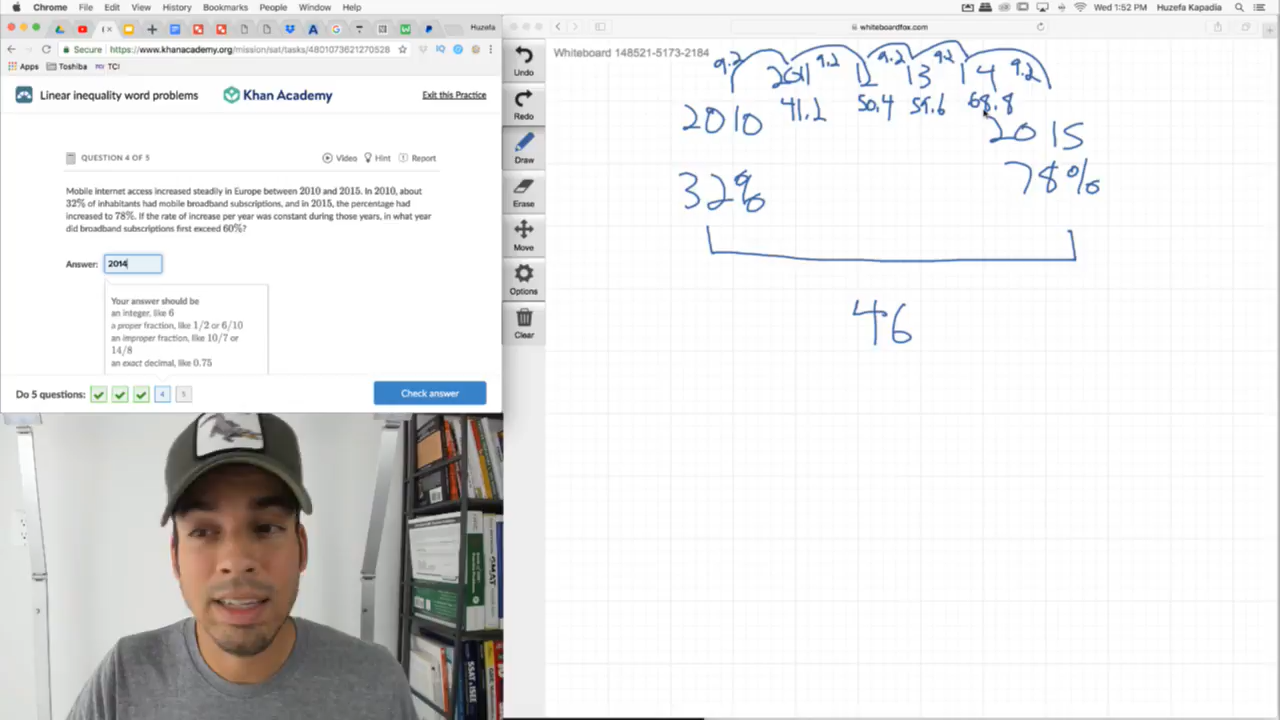 Chrome File Edit View History Bookmarks People Window Help
Wed 1:52 PM Huzefa Kapadia
Huzefa
Secure https://www.khanacademy.org/mission/sat/tasks/4801073621270528
Apps Toshiba TCI
Linear inequality word problems
Khan Academy
Exit this Practice
QUESTION 4 OF 5
Video Hint Report
Mobile internet access increased steadily in Europe between 2010 and 2015. In 2010, about
32% of inhabitants had mobile broadband subscriptions, and in 2015, the percentage had
increased to 78%. If the rate of increase per year was constant during those years, in what year
did broadband subscriptions first exceed 60%?
Answer: 2014
Your answer should be
an integer, like 6
a proper fraction, like 1/2 or 6/10
an improper fraction, like 10/7 or
14/8
an exact decimal, like 0.75
Do 5 questions: 4 5
Check answer
whiteboardfox.com
Whiteboard 148521-5173-2184
Undo
Redo
Draw
Erase
Move
Options
Clear
9.2 9.2 9.2 9.2 9.2
2011 12 13 14
41.2 50.4 59.6 68.8
2010 2015
32% 78%
46
GMAT
SSAT & ISEE